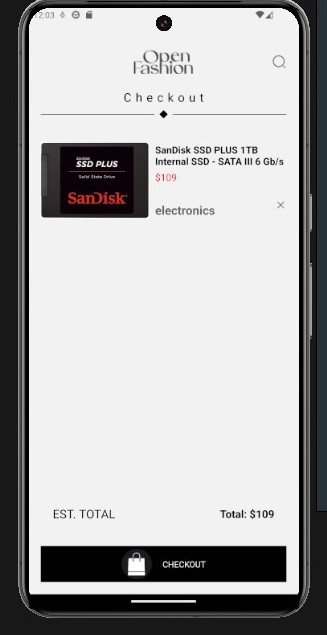 12:03
Open
Fashion
Checkout
SanDisk
SSD PLUS
Solid State Drive
SanDisk
SanDisk SSD PLUS 1TB
Internal SSD - SATA III 6 Gb/s
$109
electronics
EST. TOTAL
Total: $109
CHECKOUT